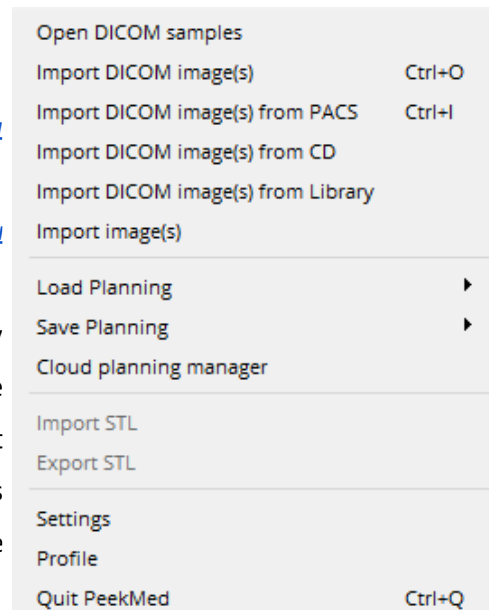 Open DICOM samples
Import DICOM image(s) Ctrl+O
Import DICOM image(s) from PACS Ctrl+I
Import DICOM image(s) from CD
Import DICOM image(s) from Library
Import image(s)
Load Planning
Save Planning
Cloud planning manager
Import STL
Export STL
Settings
Profile
Quit PeekMed Ctrl+Q